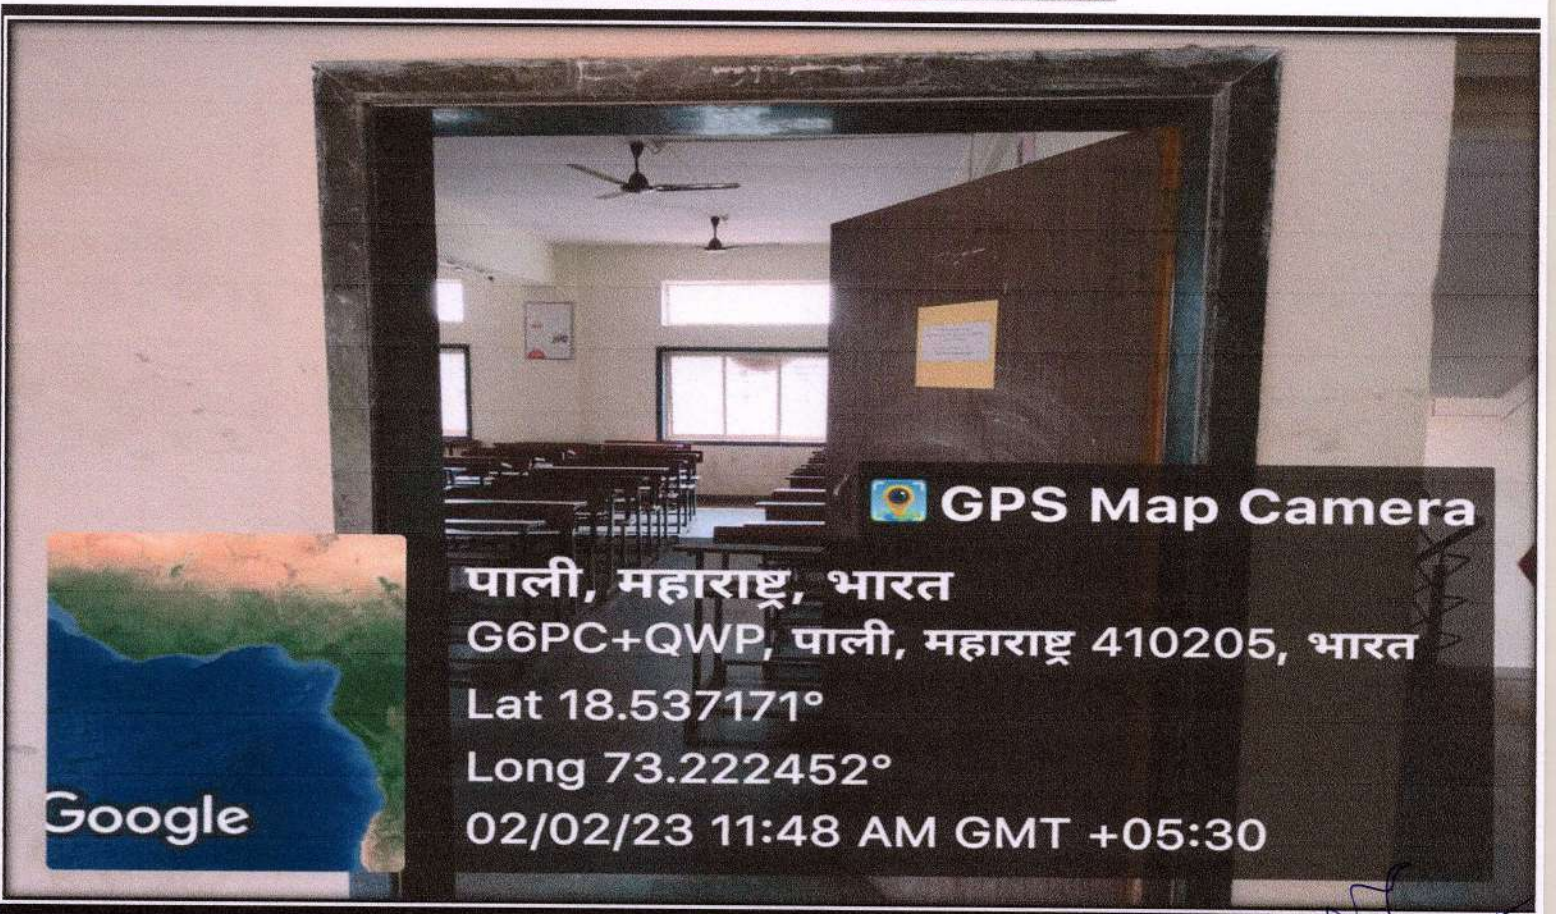 GPS Map Camera
पाली, महाराष्ट्र, भारत
G6PC+QWP, पाली, महाराष्ट्र 410205, भारत
Lat 18.537171°
Long 73.222452°
02/02/23 11:48 AM GMT +05:30
Google